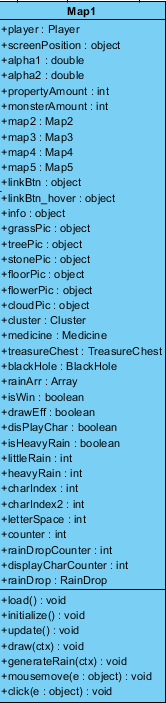 Map1
+player : Player
+screenPosition : object
+alpha1 : double
+alpha2 : double
+propertyAmount : int
+monsterAmount : int
+map2 : Map2
+map3 : Map3
+map4 : Map4
+map5 : Map5
+linkBtn : object
+linkBtn_hover : object
+info : object
+grassPic : object
+treePic : object
+stonePic : object
+floorPic : object
+flowerPic : object
+cloudPic : object
+cluster : Cluster
+medicine : Medicine
+treasureChest : TreasureChest
+blackHole : BlackHole
+rainArr : Array
+isWin : boolean
+drawEff : boolean
+disPlayChar : boolean
+isHeavyRain : boolean
+littleRain : int
+heavyRain : int
+charIndex : int
+charIndex2 : int
+letterSpace : int
+counter : int
+rainDropCounter : int
+displayCharCounter : int
+rainDrop : RainDrop
+load() : void
+initialize() : void
+update() : void
+draw(ctx) : void
+generateRain(ctx) : void
+mousemove(e : object) : void
+click(e : object) : void